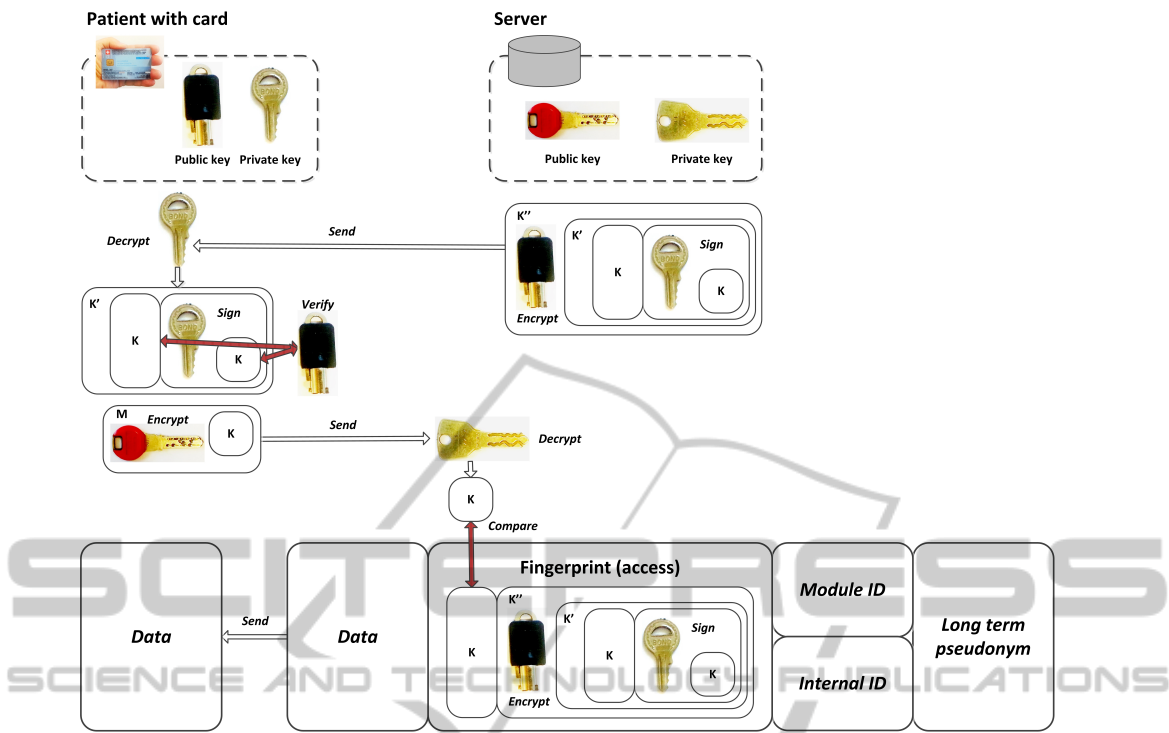 Patient with card
Server
Public key
Private key
Public key
Private key
Decrypt
Send
K''
K'
K
Sign
K
Encrypt
K'
K
Sign
K
Verify
M
Encrypt
K
Send
Decrypt
K
Compare
Data
Send
Data
Fingerprint (access)
K
K''
Encrypt
K'
K
Sign
K
Module ID
Internal ID
Long term
pseudonym
SCITEPRESS
SCIENCE AND TECHNOLOGY PUBLICATIONS